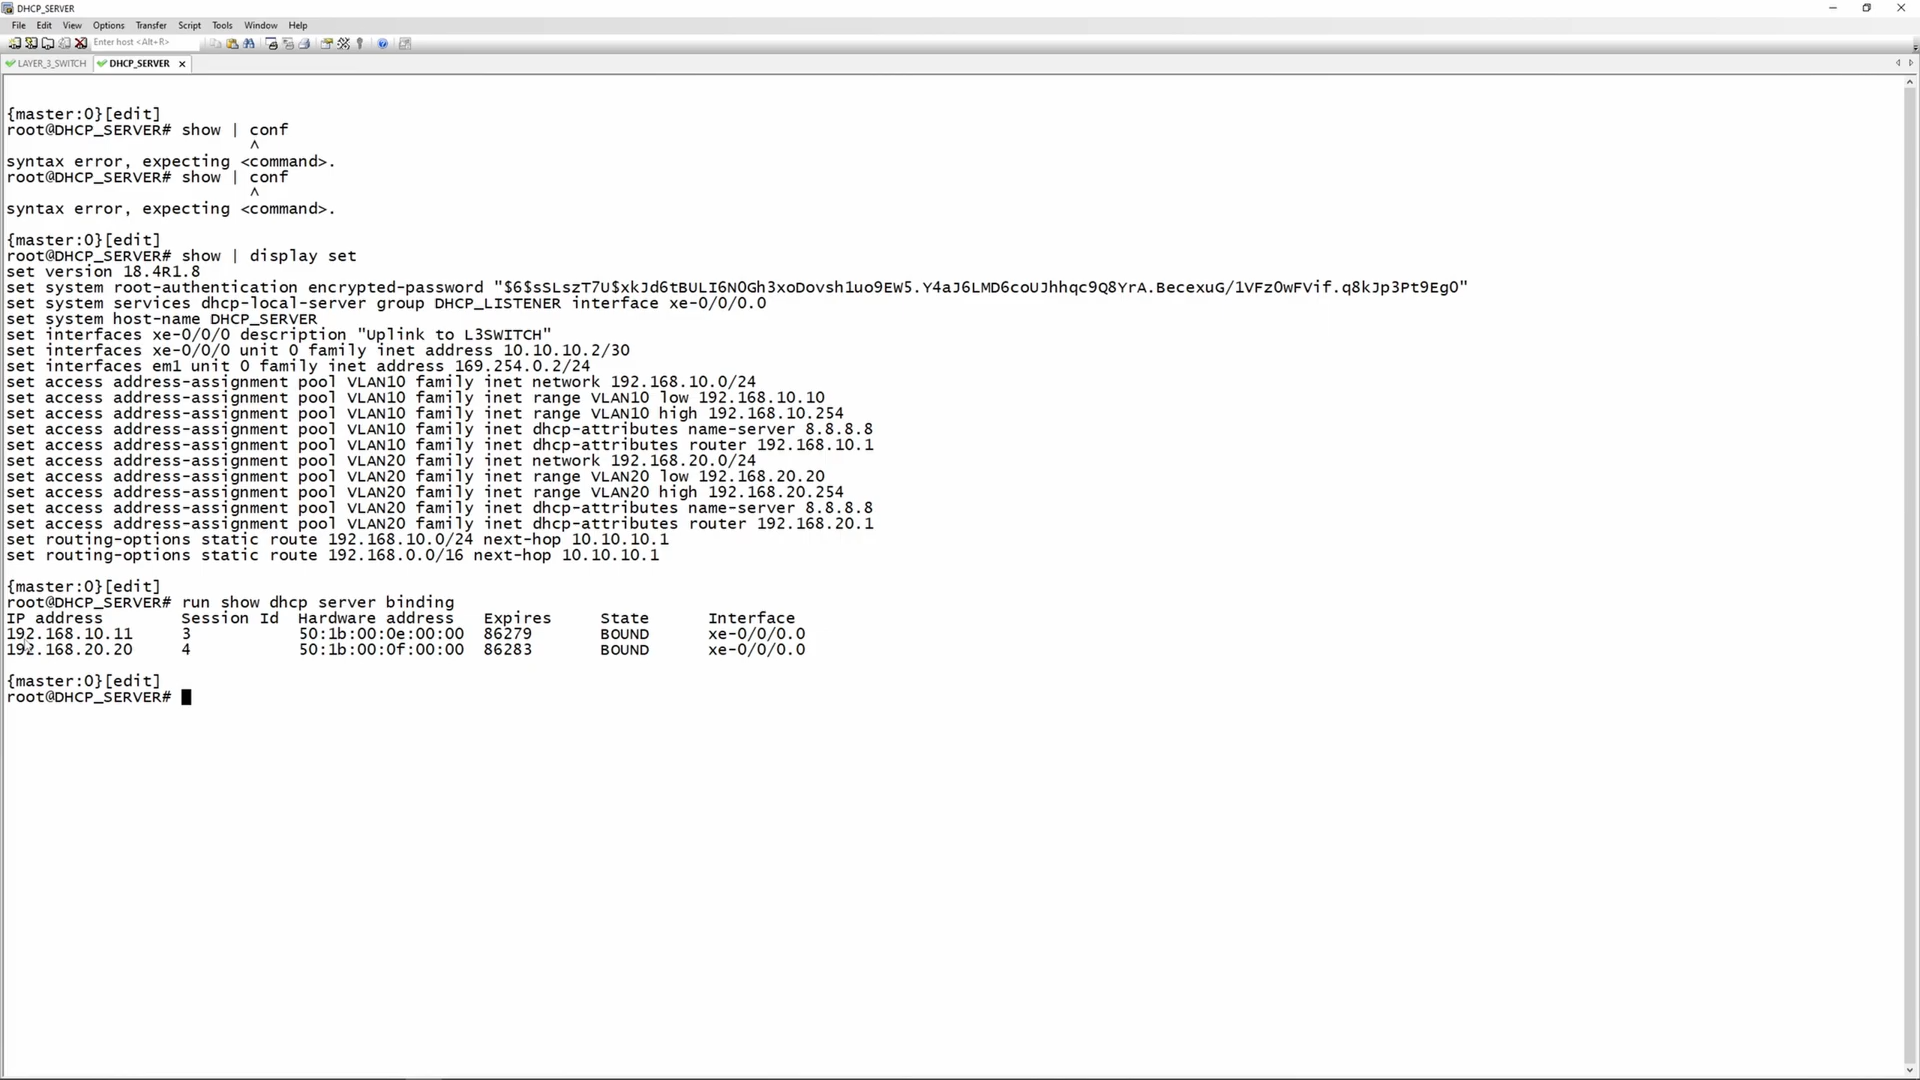 DHCP_SERVER
File Edit View Options Transfer Script Tools Window Help
Enter host <Alt+R>
LAYER_3_SWITCH DHCP_SERVER
{master:0}[edit]
root@DHCP_SERVER# show | conf
^
syntax error, expecting <command>.
root@DHCP_SERVER# show | conf
^
syntax error, expecting <command>.
{master:0}[edit]
root@DHCP_SERVER# show | display set
set version 18.4R1.8
set system root-authentication encrypted-password "$6$sSLszT7U$xkJd6tBULI6N0Gh3xoDovsh1uo9EW5.Y4aJ6LMD6coUJhhqc9Q8YrA.BecexuG/1VFz0wFVif.q8kJp3Pt9Eg0"
set system services dhcp-local-server group DHCP_LISTENER interface xe-0/0/0.0
set system host-name DHCP_SERVER
set interfaces xe-0/0/0 description "Uplink to L3SWITCH"
set interfaces xe-0/0/0 unit 0 family inet address 10.10.10.2/30
set interfaces em1 unit 0 family inet address 169.254.0.2/24
set access address-assignment pool VLAN10 family inet network 192.168.10.0/24
set access address-assignment pool VLAN10 family inet range VLAN10 low 192.168.10.10
set access address-assignment pool VLAN10 family inet range VLAN10 high 192.168.10.254
set access address-assignment pool VLAN10 family inet dhcp-attributes name-server 8.8.8.8
set access address-assignment pool VLAN10 family inet dhcp-attributes router 192.168.10.1
set access address-assignment pool VLAN20 family inet network 192.168.20.0/24
set access address-assignment pool VLAN20 family inet range VLAN20 low 192.168.20.20
set access address-assignment pool VLAN20 family inet range VLAN20 high 192.168.20.254
set access address-assignment pool VLAN20 family inet dhcp-attributes name-server 8.8.8.8
set access address-assignment pool VLAN20 family inet dhcp-attributes router 192.168.20.1
set routing-options static route 192.168.10.0/24 next-hop 10.10.10.1
set routing-options static route 192.168.0.0/16 next-hop 10.10.10.1
{master:0}[edit]
root@DHCP_SERVER# run show dhcp server binding
IP address Session Id Hardware address Expires State Interface
192.168.10.11 3 50:1b:00:0e:00:00 86279 BOUND xe-0/0/0.0
192.168.20.20 4 50:1b:00:0f:00:00 86283 BOUND xe-0/0/0.0
{master:0}[edit]
root@DHCP_SERVER#